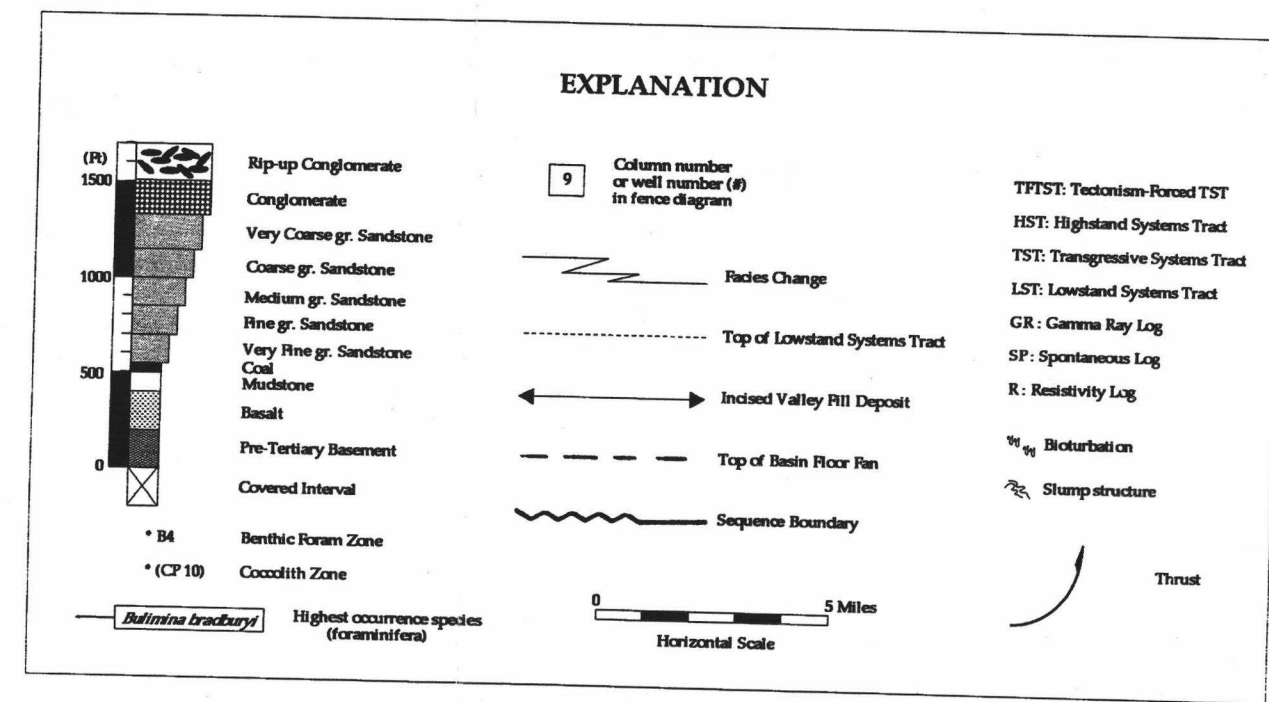 EXPLANATION
(Ft)
1500
1000
500
0
Rip-up Conglomerate
Conglomerate
Very Coarse gr. Sandstone
Coarse gr. Sandstone
Medium gr. Sandstone
Fine gr. Sandstone
Very Fine gr. Sandstone
Coal
Mudstone
Basalt
Pre-Tertiary Basement
Covered Interval
* B4 Benthic Foram Zone
* (CP 10) Coccolith Zone
Bulimina bradburyi
Highest occurrence species
(foraminifera)
9
Column number
or well number (#)
in fence diagram
Facies Change
Top of Lowstand Systems Tract
Incised Valley Fill Deposit
Top of Basin Floor Fan
Sequence Boundary
0 5 Miles
Horizontal Scale
TFTST: Tectonism-Forced TST
HST: Highstand Systems Tract
TST: Transgressive Systems Tract
LST: Lowstand Systems Tract
GR: Gamma Ray Log
SP: Spontaneous Log
R: Resistivity Log
Bioturbation
Slump structure
Thrust